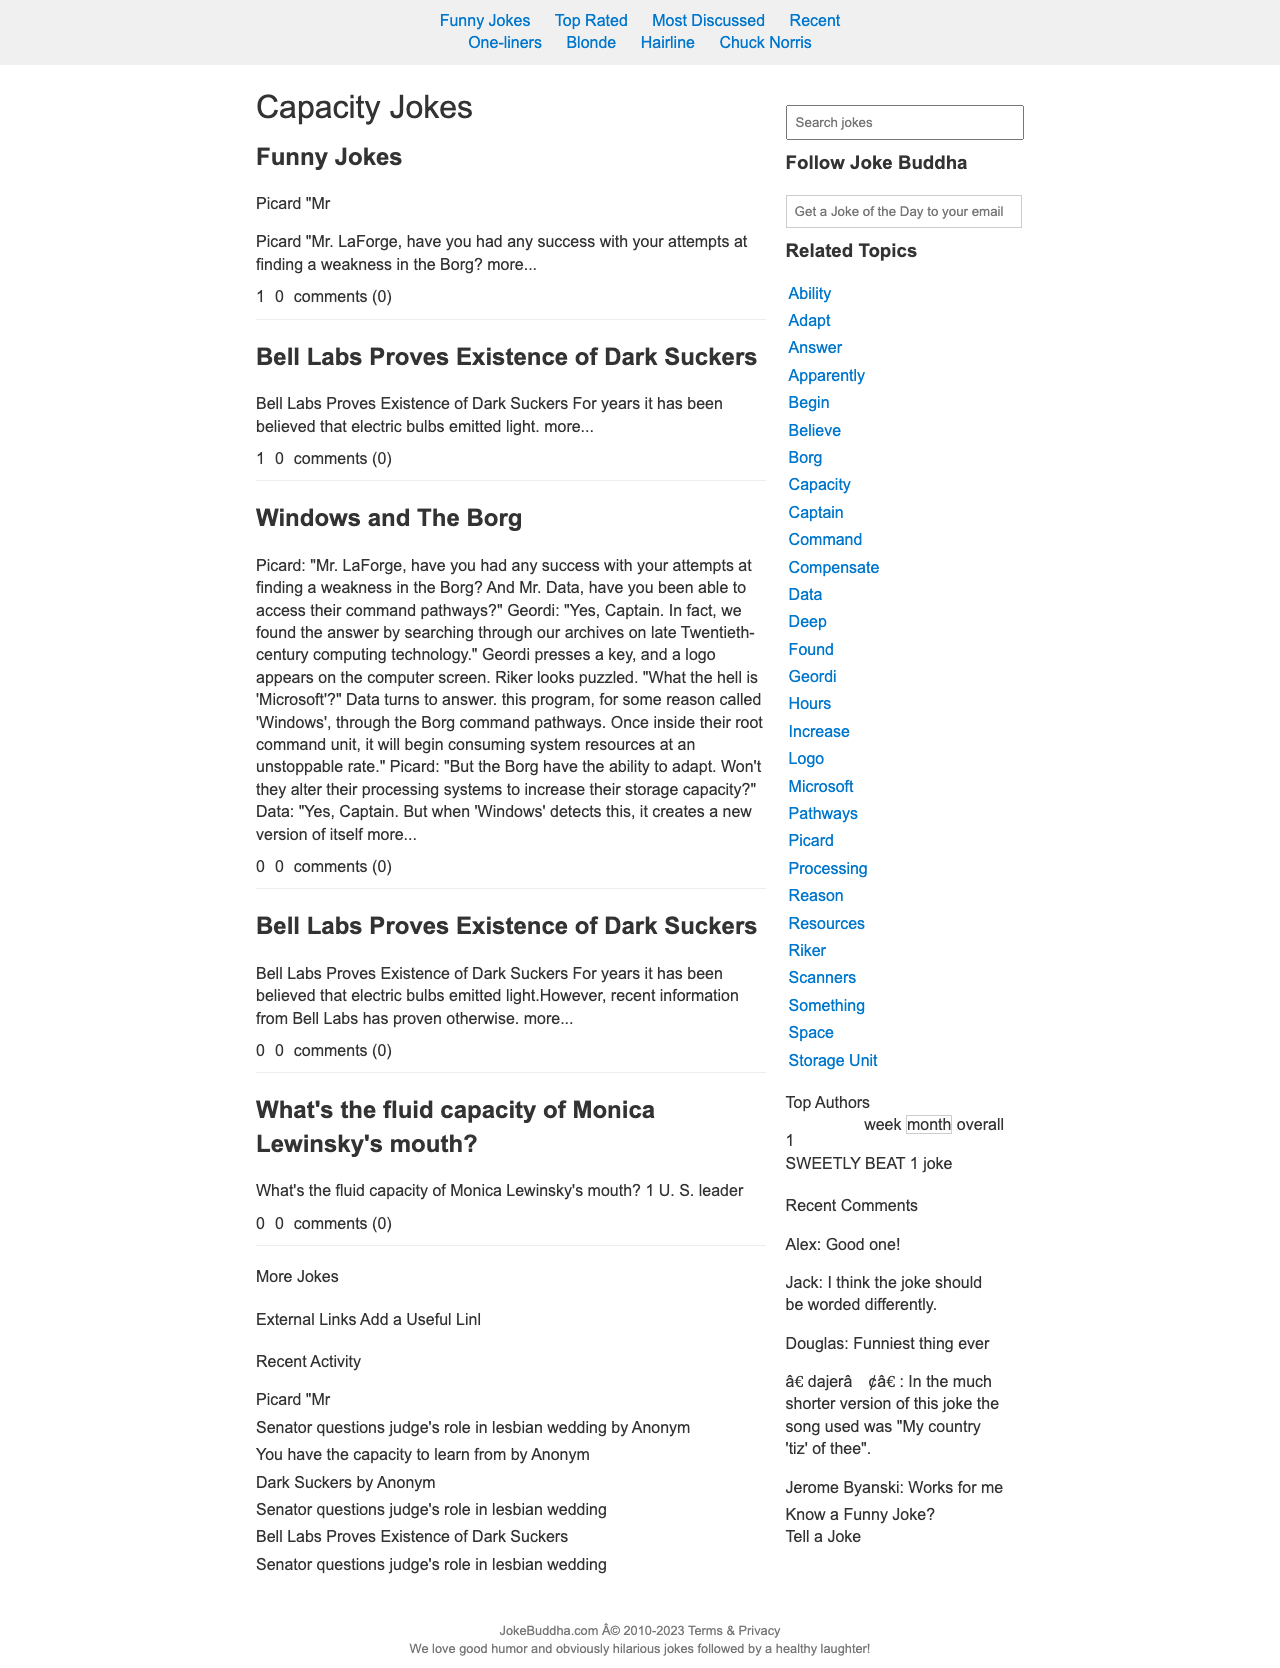 Funny Jokes Top Rated Most Discussed Recent
One-liners Blonde Hairline Chuck Norris
Capacity Jokes
Funny Jokes
Picard "Mr
Picard "Mr. LaForge, have you had any success with your attempts at
finding a weakness in the Borg? more...
1 0 comments (0)
Bell Labs Proves Existence of Dark Suckers
Bell Labs Proves Existence of Dark Suckers For years it has been
believed that electric bulbs emitted light. more...
1 0 comments (0)
Windows and The Borg
Picard: "Mr. LaForge, have you had any success with your attempts at
finding a weakness in the Borg? And Mr. Data, have you been able to
access their command pathways?" Geordi: "Yes, Captain. In fact, we
found the answer by searching through our archives on late Twentieth-
century computing technology." Geordi presses a key, and a logo
appears on the computer screen. Riker looks puzzled. "What the hell is
'Microsoft'?" Data turns to answer. this program, for some reason called
'Windows', through the Borg command pathways. Once inside their root
command unit, it will begin consuming system resources at an
unstoppable rate." Picard: "But the Borg have the ability to adapt. Won't
they alter their processing systems to increase their storage capacity?"
Data: "Yes, Captain. But when 'Windows' detects this, it creates a new
version of itself more...
0 0 comments (0)
Bell Labs Proves Existence of Dark Suckers
Bell Labs Proves Existence of Dark Suckers For years it has been
believed that electric bulbs emitted light.However, recent information
from Bell Labs has proven otherwise. more...
0 0 comments (0)
What's the fluid capacity of Monica
Lewinsky's mouth?
What's the fluid capacity of Monica Lewinsky's mouth? 1 U. S. leader
0 0 comments (0)
More Jokes
External Links Add a Useful Linl
Recent Activity
Picard "Mr
Senator questions judge's role in lesbian wedding by Anonym
You have the capacity to learn from by Anonym
Dark Suckers by Anonym
Senator questions judge's role in lesbian wedding
Bell Labs Proves Existence of Dark Suckers
Senator questions judge's role in lesbian wedding
Search jokes
Follow Joke Buddha
Get a Joke of the Day to your email
Related Topics
Ability
Adapt
Answer
Apparently
Begin
Believe
Borg
Capacity
Captain
Command
Compensate
Data
Deep
Found
Geordi
Hours
Increase
Logo
Microsoft
Pathways
Picard
Processing
Reason
Resources
Riker
Scanners
Something
Space
Storage Unit
Top Authors
week month overall
1
SWEETLY BEAT 1 joke
Recent Comments
Alex: Good one!
Jack: I think the joke should
be worded differently.
Douglas: Funniest thing ever
â€ dajerâ ¢â€ : In the much
shorter version of this joke the
song used was "My country
'tiz' of thee".
Jerome Byanski: Works for me
Know a Funny Joke?
Tell a Joke
JokeBuddha.com Â© 2010-2023 Terms & Privacy
We love good humor and obviously hilarious jokes followed by a healthy laughter!